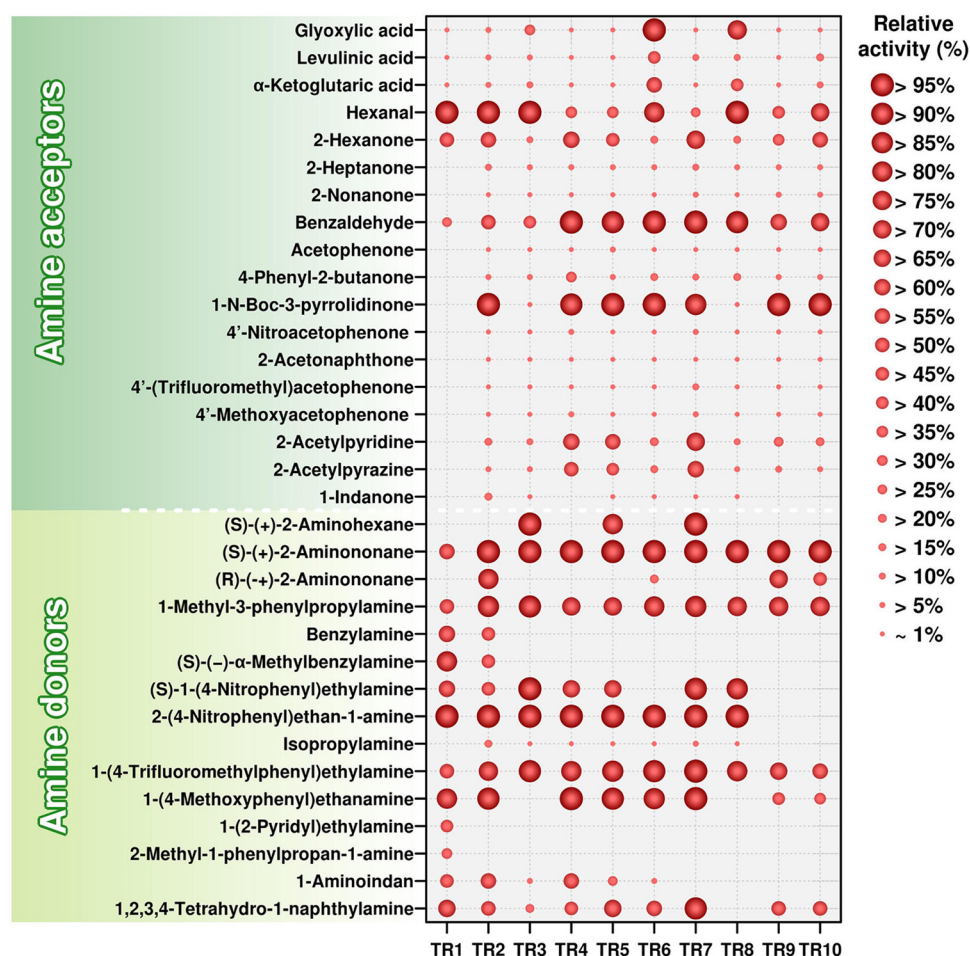 Amine acceptors
Glyoxylic acid
Levulinic acid
α-Ketoglutaric acid
Hexanal
2-Hexanone
2-Heptanone
2-Nonanone
Benzaldehyde
Acetophenone
4-Phenyl-2-butanone
1-N-Boc-3-pyrrolidinone
4’-Nitroacetophenone
2-Acetonaphthone
4’-(Trifluoromethyl)acetophenone
4’-Methoxyacetophenone
2-Acetylpyridine
2-Acetylpyrazine
1-Indanone
Amine donors
(S)-(+)-2-Aminohexane
(S)-(+)-2-Aminononane
(R)-(-+)-2-Aminononane
1-Methyl-3-phenylpropylamine
Benzylamine
(S)-(−)-α-Methylbenzylamine
(S)-1-(4-Nitrophenyl)ethylamine
2-(4-Nitrophenyl)ethan-1-amine
Isopropylamine
1-(4-Trifluoromethylphenyl)ethylamine
1-(4-Methoxyphenyl)ethanamine
1-(2-Pyridyl)ethylamine
2-Methyl-1-phenylpropan-1-amine
1-Aminoindan
1,2,3,4-Tetrahydro-1-naphthylamine
TR1 TR2 TR3 TR4 TR5 TR6 TR7 TR8 TR9 TR10
Relative
activity (%)
> 95%
> 90%
> 85%
> 80%
> 75%
> 70%
> 65%
> 60%
> 55%
> 50%
> 45%
> 40%
> 35%
> 30%
> 25%
> 20%
> 15%
> 10%
> 5%
~ 1%